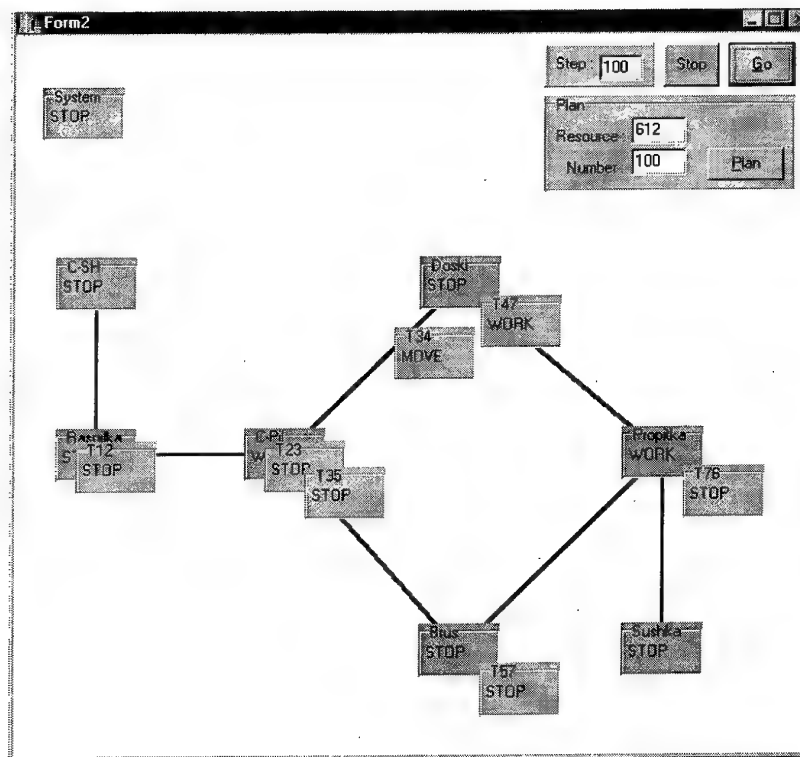 Form2
Step: 100 Stop Go
System
STOP
Plan
Resource: 612
Number: 100 Plan
C-SH
STOP
Doski
STOP
T47
WORK
T34
MOVE
T12
STOP
T23
STOP
T35
STOP
Propitka
WORK
T76
STOP
Brus
STOP
Sushka
STOP
T57
STOP